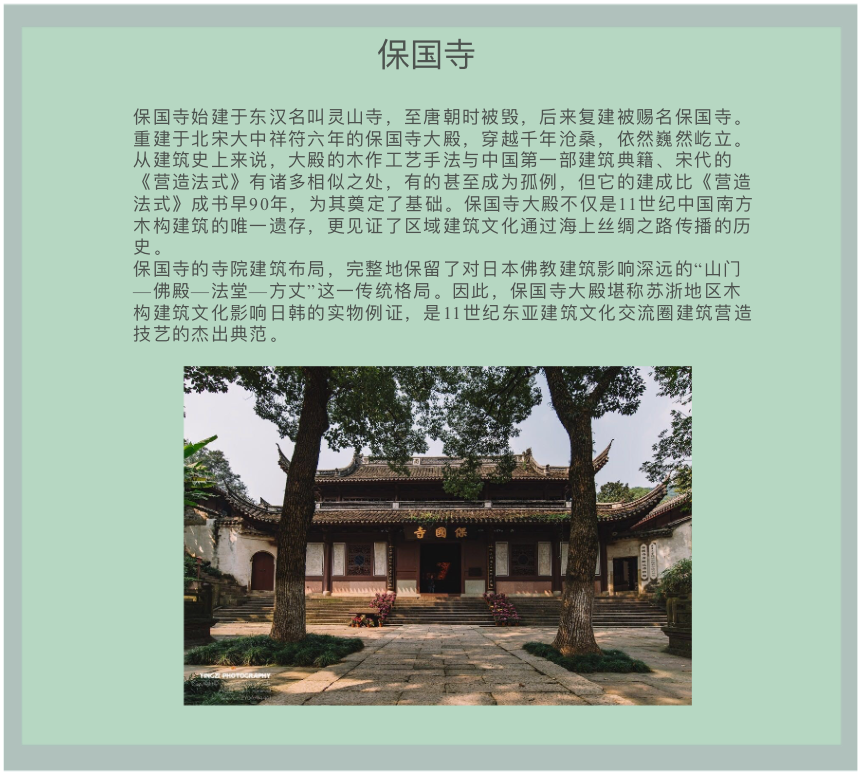 保国寺
保国寺始建于东汉名叫灵山寺，至唐朝时被毁，后来复建被赐名保国寺。
重建于北宋大中祥符六年的保国寺大殿，穿越千年沧桑，依然巍然屹立。
从建筑史上来说，大殿的木作工艺手法与中国第一部建筑典籍、宋代的
《营造法式》有诸多相似之处，有的甚至成为孤例，但它的建成比《营造
法式》成书早90年，为其奠定了基础。保国寺大殿不仅是11世纪中国南方
木构建筑的唯一遗存，更见证了区域建筑文化通过海上丝绸之路传播的历
史。
保国寺的寺院建筑布局，完整地保留了对日本佛教建筑影响深远的“山门
—佛殿—法堂—方丈”这一传统格局。因此，保国寺大殿堪称苏浙地区木
构建筑文化影响日韩的实物例证，是11世纪东亚建筑文化交流圈建筑营造
技艺的杰出典范。
寺國保
PHOTOGRAPHY